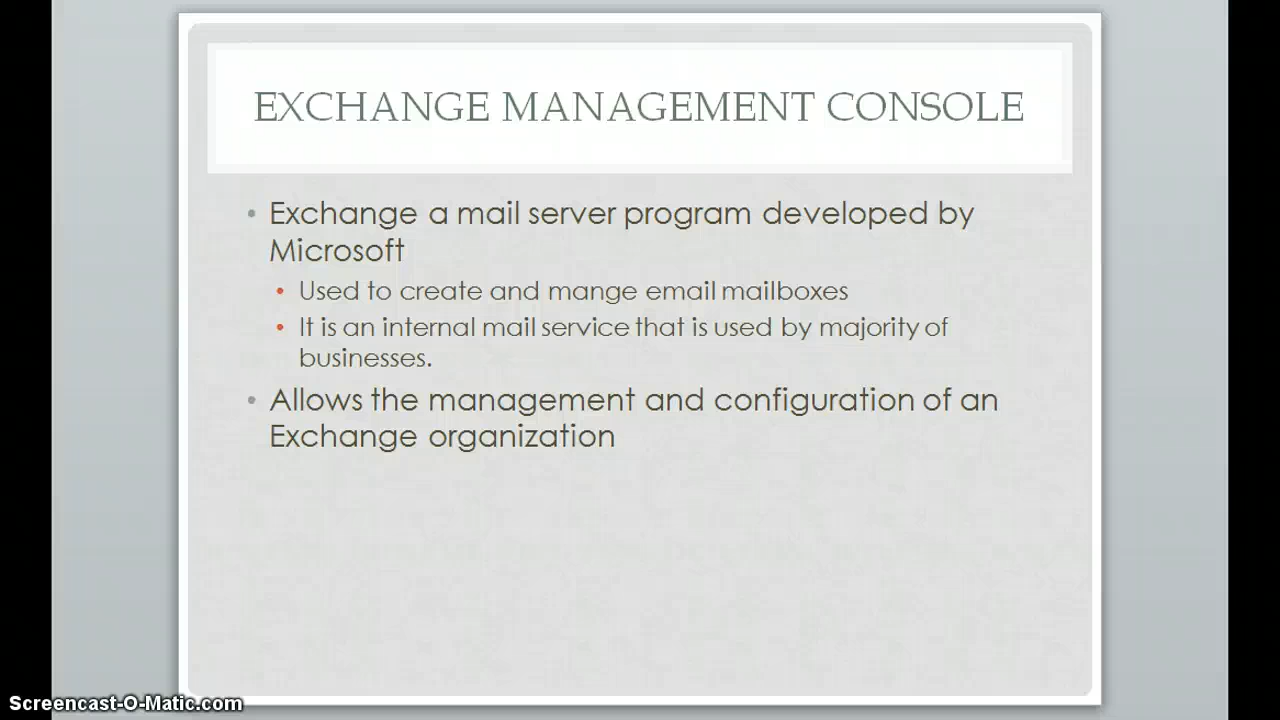 EXCHANGE MANAGEMENT CONSOLE
• Exchange a mail server program developed by
Microsoft
• Used to create and mange email mailboxes
• It is an internal mail service that is used by majority of
businesses.
• Allows the management and configuration of an
Exchange organization
Screencast-O-Matic.com